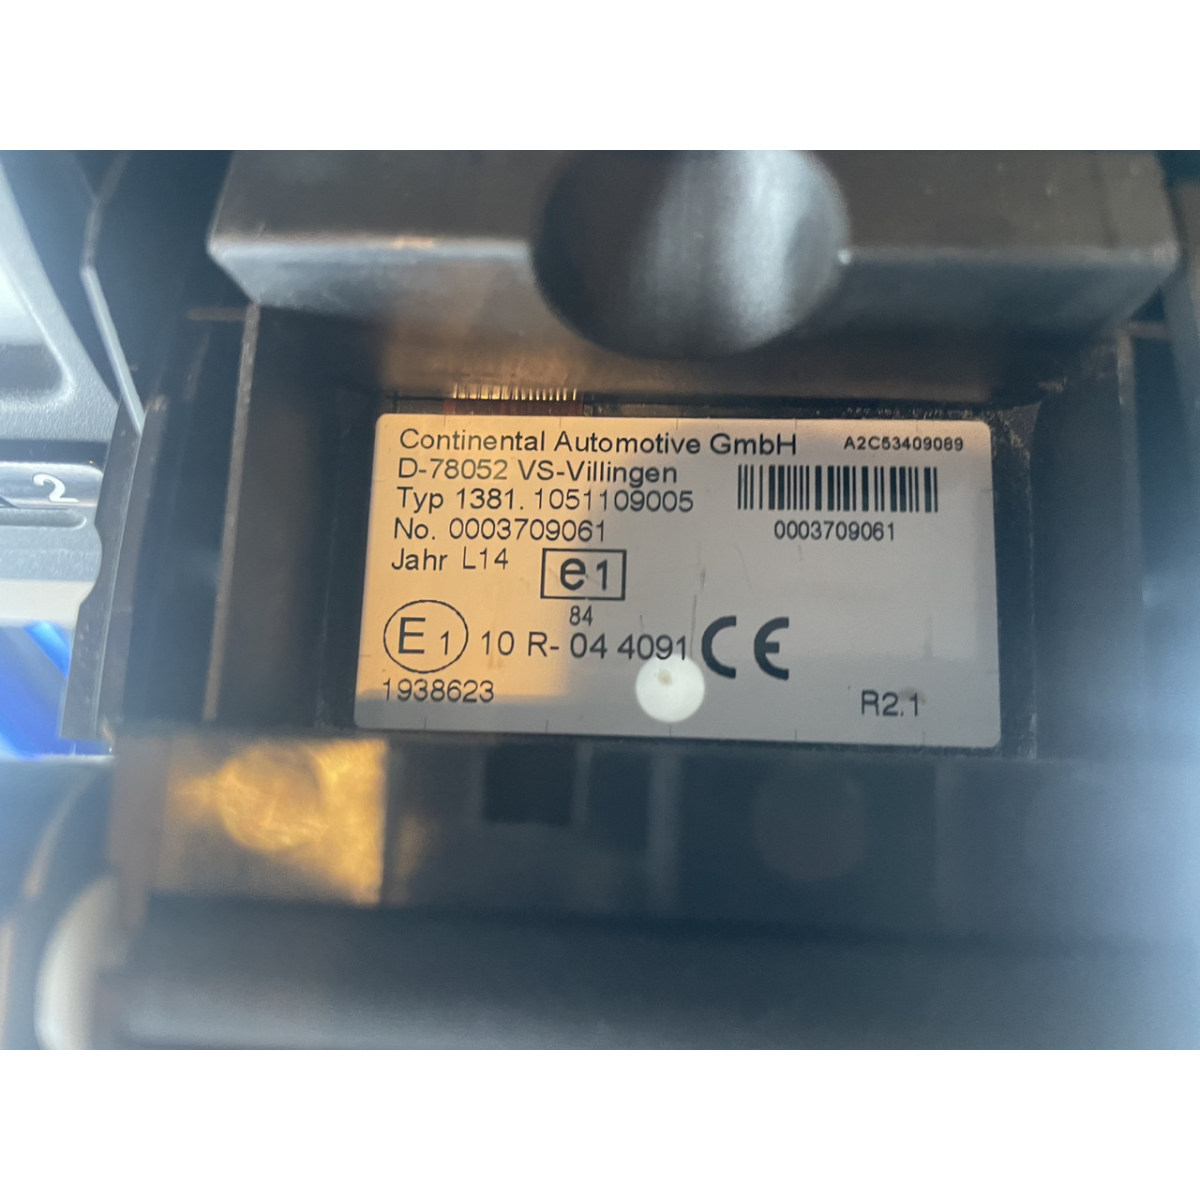 Continental Automotive GmbH A2C53409089
D-78052 VS-Villingen
Typ 1381.1051109005
No. 0003709061 0003709061
Jahr L14 e1
84
E1 10 R- 04 4091 CE
1938623
R2.1
2